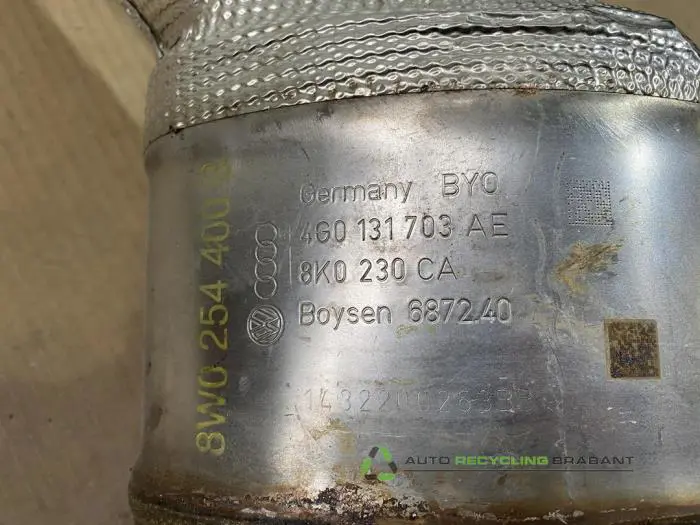 8W0 254 400 B
Germany BYO
4G0 131 703 AE
8K0 230 CA
Boysen 6872.40
AUTO RECYCLING BRABANT